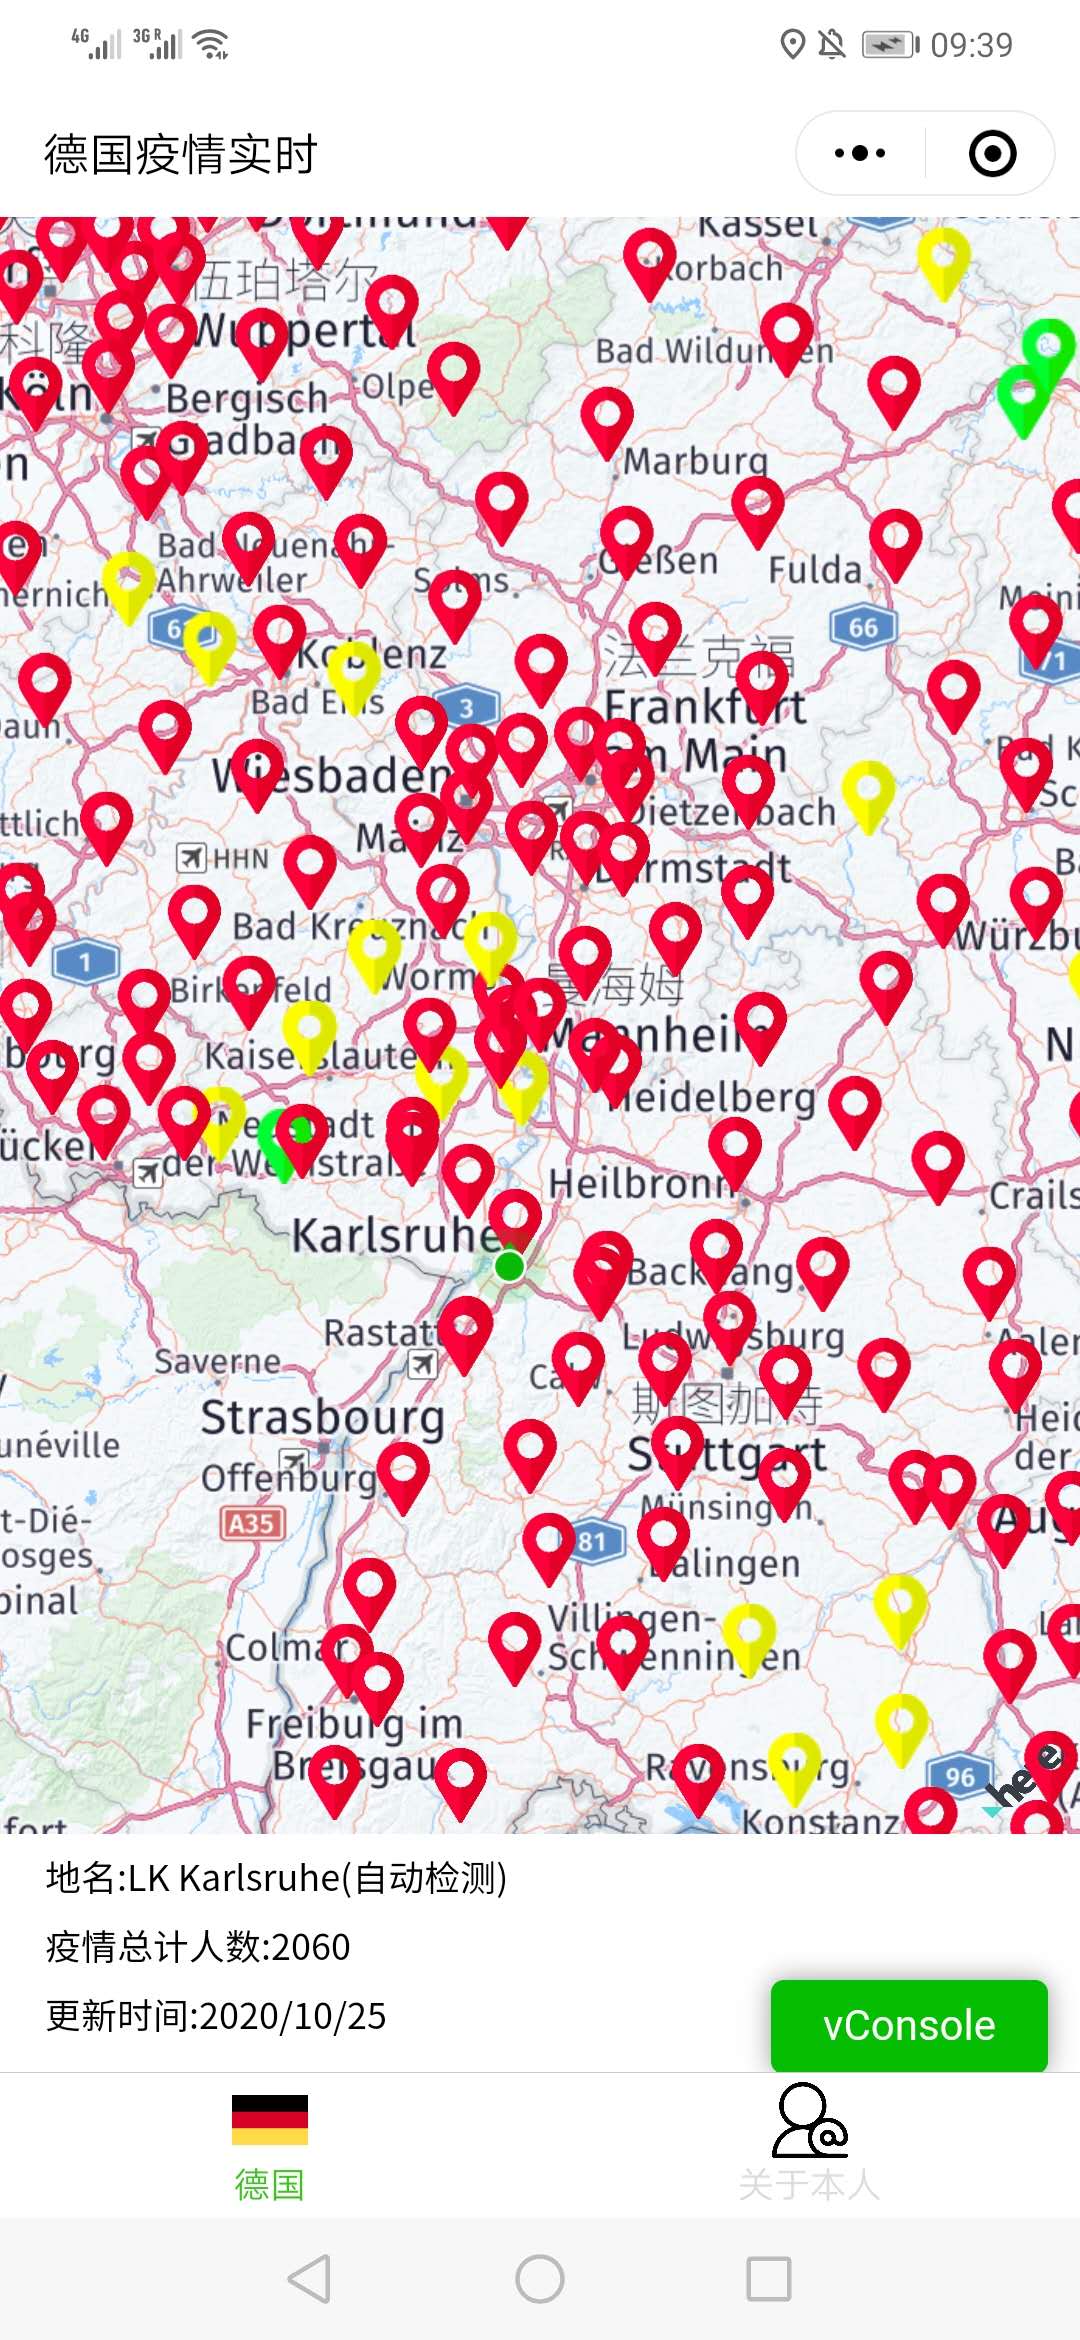 4G 3G R 09:39
德国疫情实时
Kassel
伍珀塔尔
Korbach
科隆
Wuppertal
Bad Wildungen
Köln
Olpe
Bergisch
Gladbach
Marburg
Bad Neuenahr-
Ahrweiler
Gießen
Fulda
Solms
66
法兰克福
Koblenz
71
Bad Ems
3
Frankfurt
am Main
Wiesbaden
Dietzenbach
Mainz
HHN
Darmstadt
Bad Kreuznach
1
Worms
曼海姆
Birkenfeld
Mannheim
Kaiserslautern
Heidelberg
Neustadt
der Weinstraße
Heilbronn
Karlsruhe
Backnang
Rastatt
Ludwigsburg
Saverne
Calw
斯图加特
Strasbourg
Stuttgart
Offenburg
Münsingen
A35
81
Balingen
Villingen-
Schwenningen
Colmar
Freiburg im
Breisgau
Ravensburg
96
here
Konstanz
地名:LK Karlsruhe(自动检测)
疫情总计人数:2060
更新时间:2020/10/25
vConsole
德国
关于本人